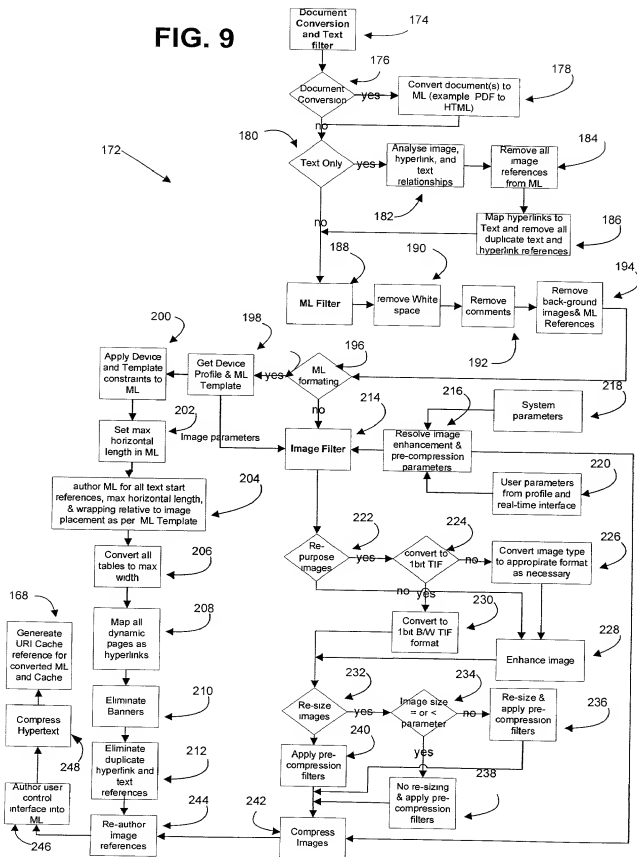 FIG. 9
Document
Conversion
and Text
filter
174
176
Document
Conversion
yes
Convert document(s) to
ML (example PDF to
HTML)
178
no
180
Text Only
yes
Analyse image,
hyperlink, and
text
relationships
182
Remove all
image
references
from ML
184
172
Map hyperlinks to
Text and remove all
duplicate text and
hyperlink references
186
no
188
ML Filter
190
remove White
space
Remove
comments
192
Remove
back-ground
images& ML
References
194
200
198
196
Apply Device
and Template
constraints to
ML
Get Device
Profile & ML
Template
yes
ML
formating
no
214
216
System
parameters
218
202
Set max
horizontal
length in ML
Image parameters
Image Filter
Resolve image
enhancement &
pre-compression
parameters
User parameters
from profile and
real-time interface
220
author ML for all text start
references, max horizontal length,
& wrapping relative to image
placement as per ML Template
204
222
Re-
purpose
images
yes
224
convert to
1bit TIF
no
Convert image type
to appropirate format
as necessary
226
Convert all
tables to max
width
206
no
yes
230
Convert to
1bit B/W TIF
format
Enhance image
228
168
Genereate
URI Cache
reference for
converted ML
and Cache
Map all
dynamic
pages as
hyperlinks
208
232
Re-size
images
yes
234
Image size
= or <
parameter
no
Re-size &
apply pre-
compression
filters
236
Eliminate
Banners
210
Compress
Hypertext
248
240
Apply pre-
compression
filters
yes
238
No re-sizing
& apply pre-
compression
filters
Eliminate
duplicate
hyperlink and
text
references
212
Author user
control
interface into
ML
246
Re-author
image
references
244
242
Compress
Images